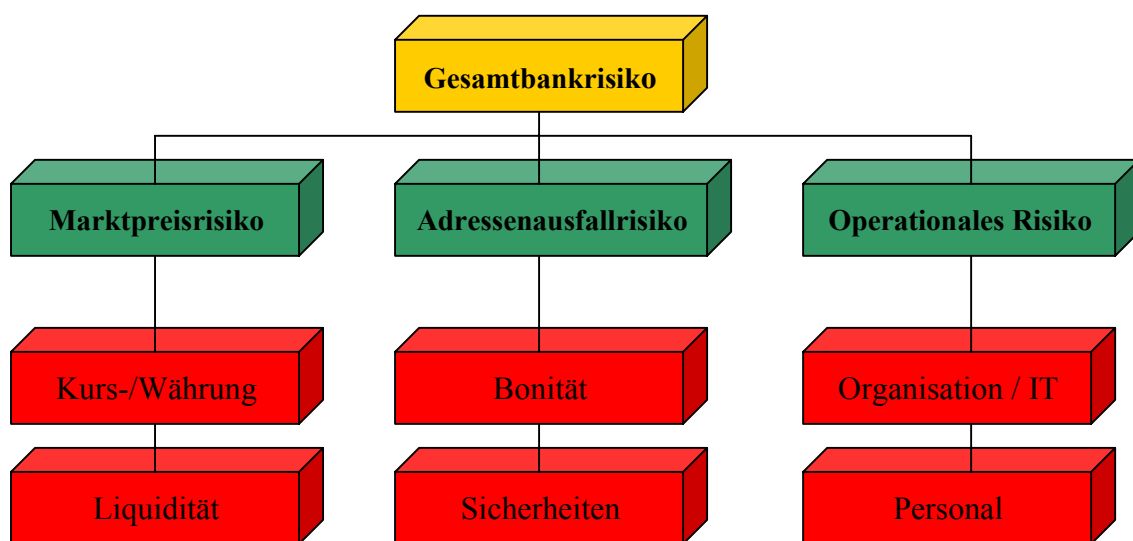 Gesamtbankrisiko
Marktpreisrisiko
Adressenausfallrisiko
Operationales Risiko
Kurs-/Währung
Bonität
Organisation / IT
Liquidität
Sicherheiten
Personal